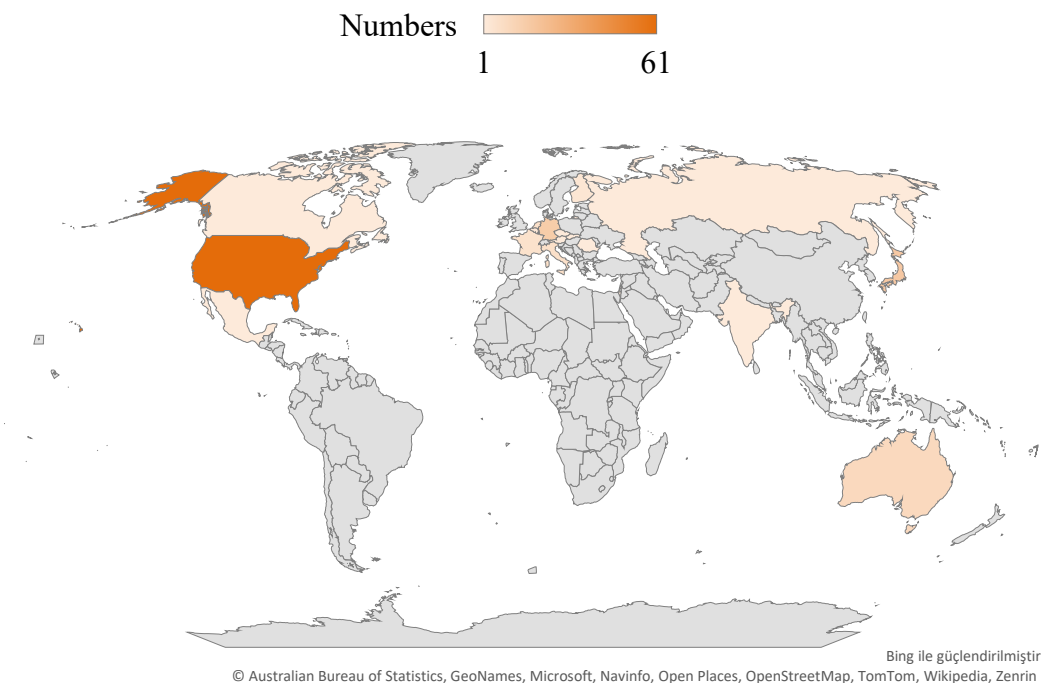 Numbers
1 61
Bing ile güçlendirilmiştir
© Australian Bureau of Statistics, GeoNames, Microsoft, Navinfo, Open Places, OpenStreetMap, TomTom, Wikipedia, Zenrin